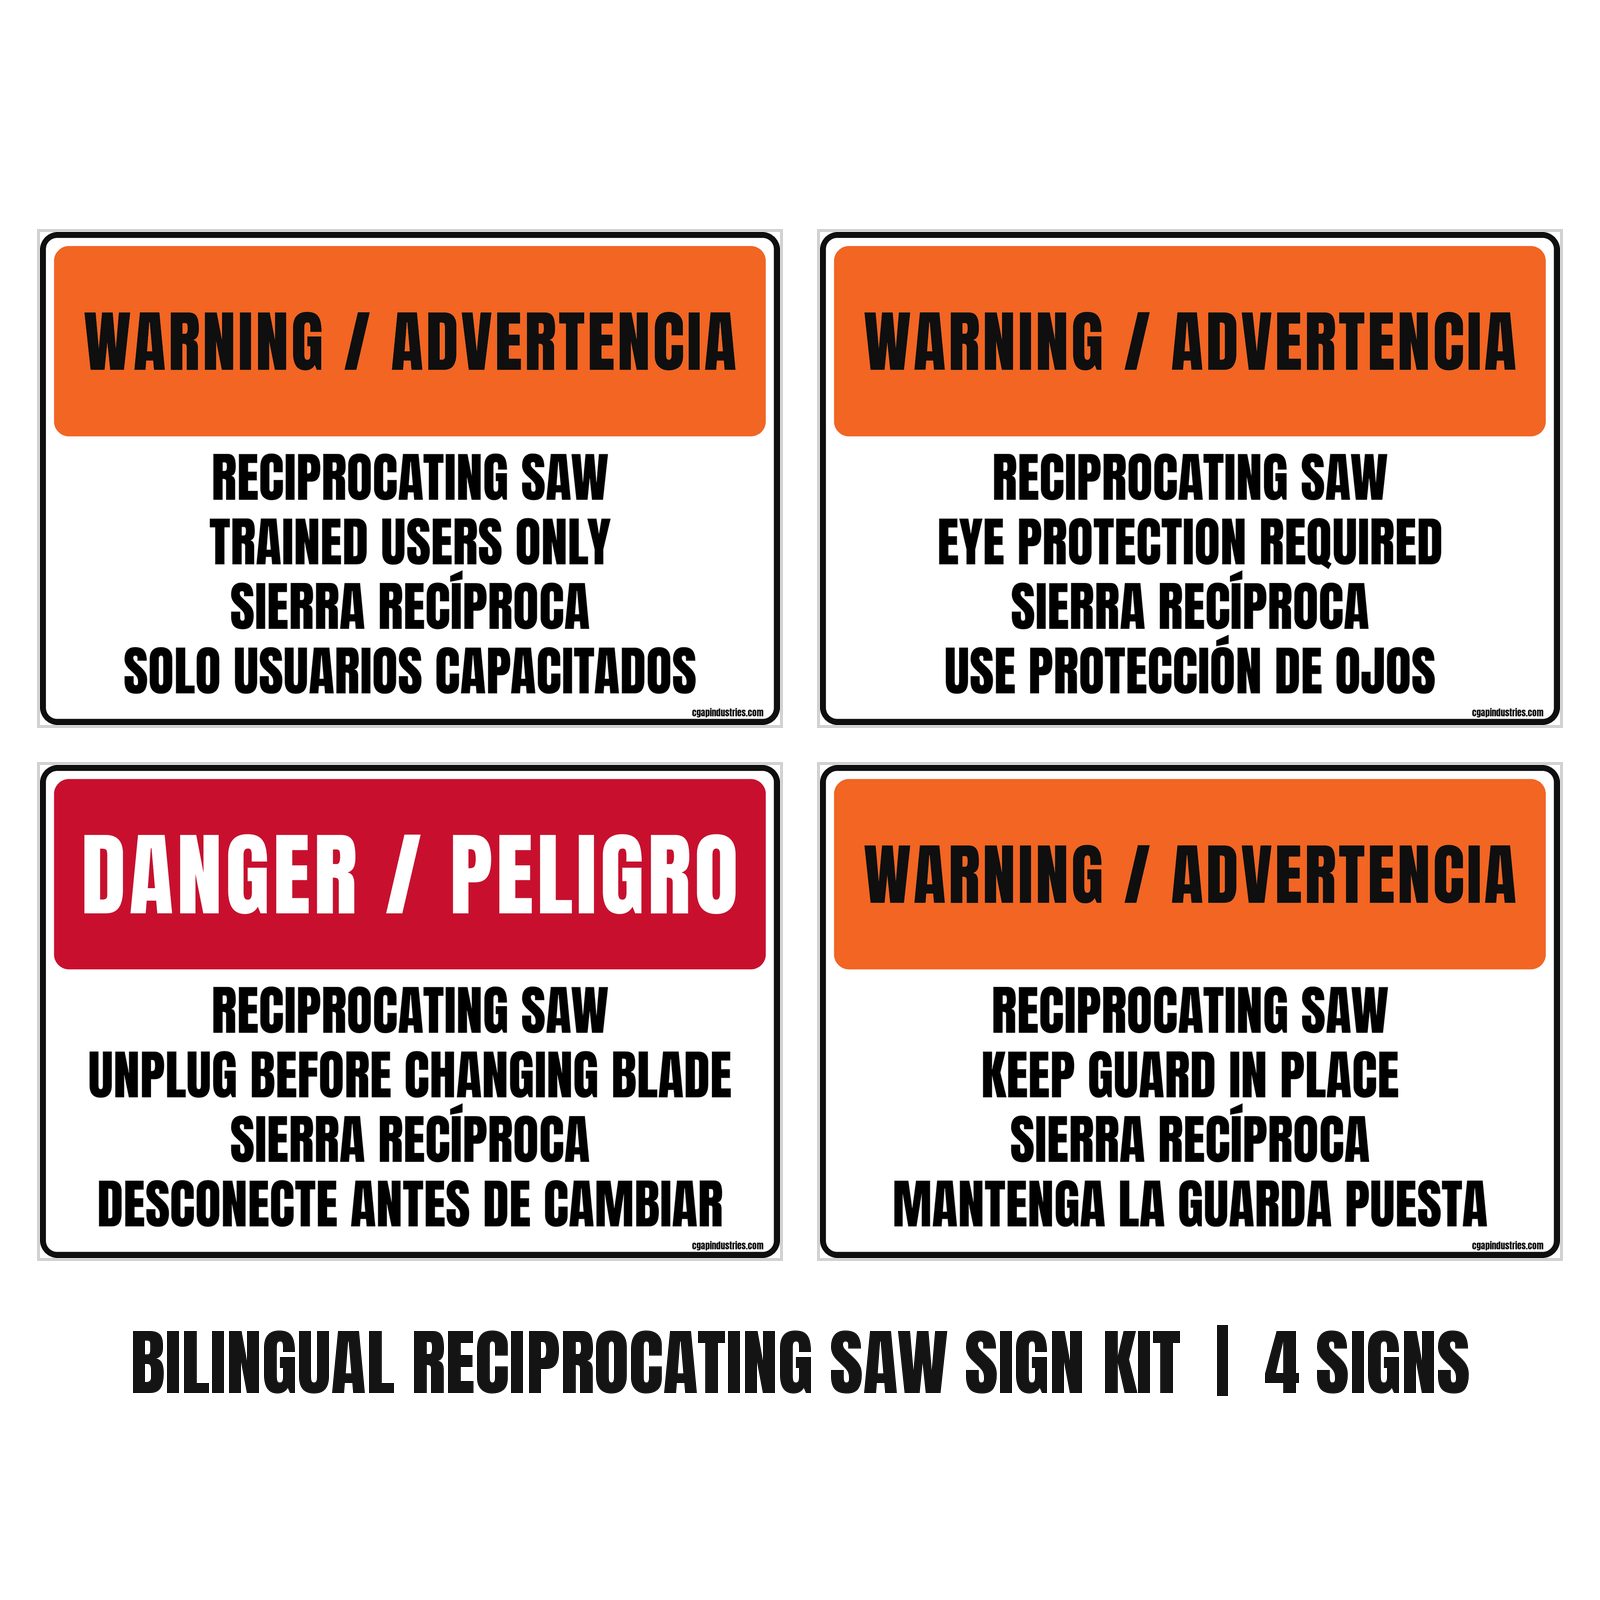 WARNING / ADVERTENCIA
RECIPROCATING SAW
TRAINED USERS ONLY
SIERRA RECÍPROCA
SOLO USUARIOS CAPACITADOS
cgapindustries.com
WARNING / ADVERTENCIA
RECIPROCATING SAW
EYE PROTECTION REQUIRED
SIERRA RECÍPROCA
USE PROTECCIÓN DE OJOS
cgapindustries.com
DANGER / PELIGRO
RECIPROCATING SAW
UNPLUG BEFORE CHANGING BLADE
SIERRA RECÍPROCA
DESCONECTE ANTES DE CAMBIAR
cgapindustries.com
WARNING / ADVERTENCIA
RECIPROCATING SAW
KEEP GUARD IN PLACE
SIERRA RECÍPROCA
MANTENGA LA GUARDA PUESTA
cgapindustries.com
BILINGUAL RECIPROCATING SAW SIGN KIT | 4 SIGNS